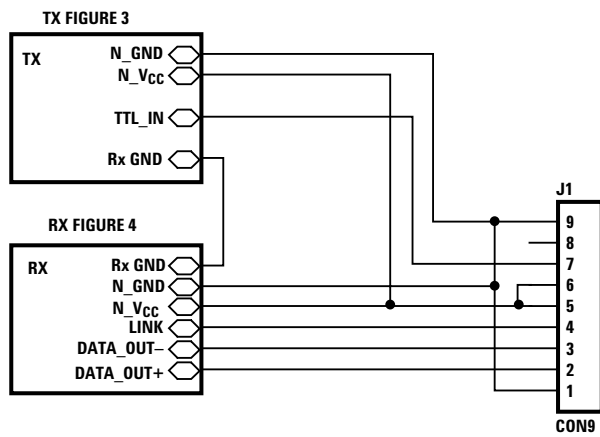 TX FIGURE 3
TX
N_GND
N_VCC
TTL_IN
Rx GND
RX FIGURE 4
RX
Rx GND
N_GND
N_VCC
LINK
DATA_OUT−
DATA_OUT+
J1
9
8
7
6
5
4
3
2
1
CON9